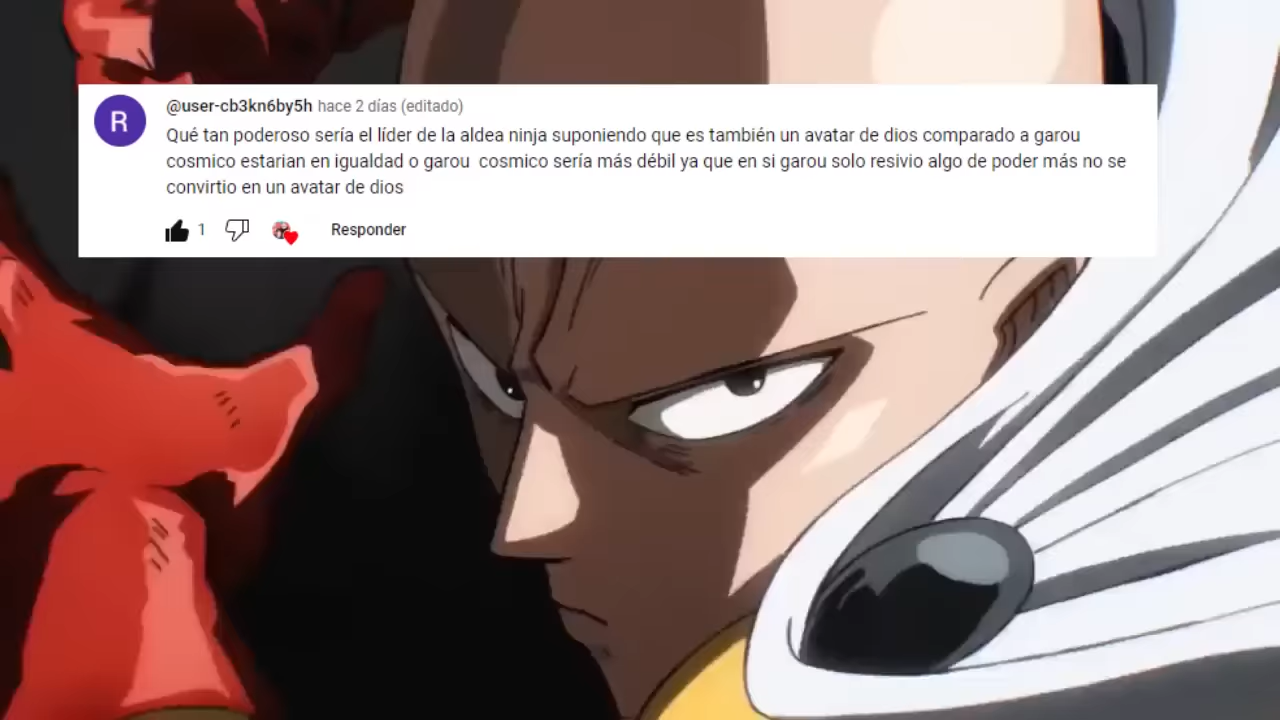 R
@user-cb3kn6by5h hace 2 días (editado)
Qué tan poderoso sería el líder de la aldea ninja suponiendo que es también un avatar de dios comparado a garou
cosmico estarian en igualdad o garou cosmico sería más débil ya que en si garou solo resivio algo de poder más no se
convirtio en un avatar de dios
1 Responder